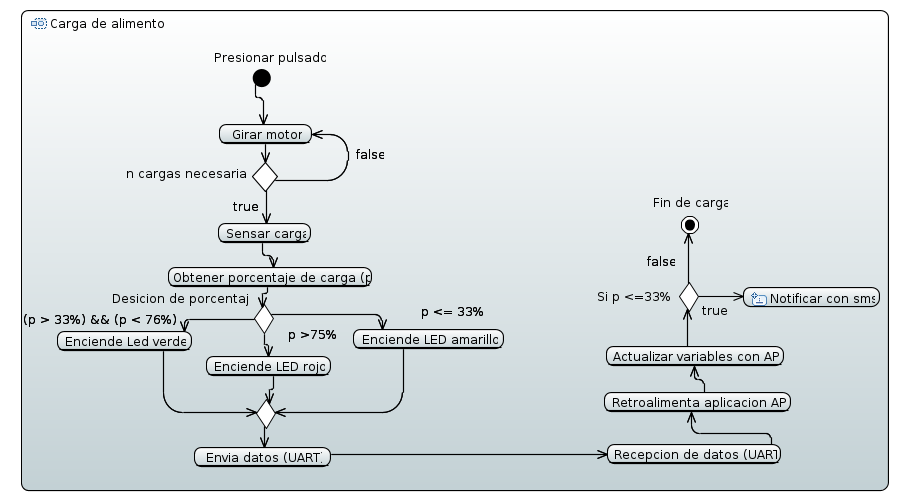 Carga de alimento
Presionar pulsado
Girar motor
false
n cargas necesaria
true
Sensar carga
Obtener porcentaje de carga (p
Desicion de porcentaj
(p > 33%) && (p < 76%)
p <= 33%
p >75%
Enciende Led verde
Enciende LED amarillo
Enciende LED rojo
Envia datos (UART)
Fin de carga
false
Si p <=33%
true
Notificar con sms
Actualizar variables con AP
Retroalimenta aplicacion AP
Recepcion de datos (UART